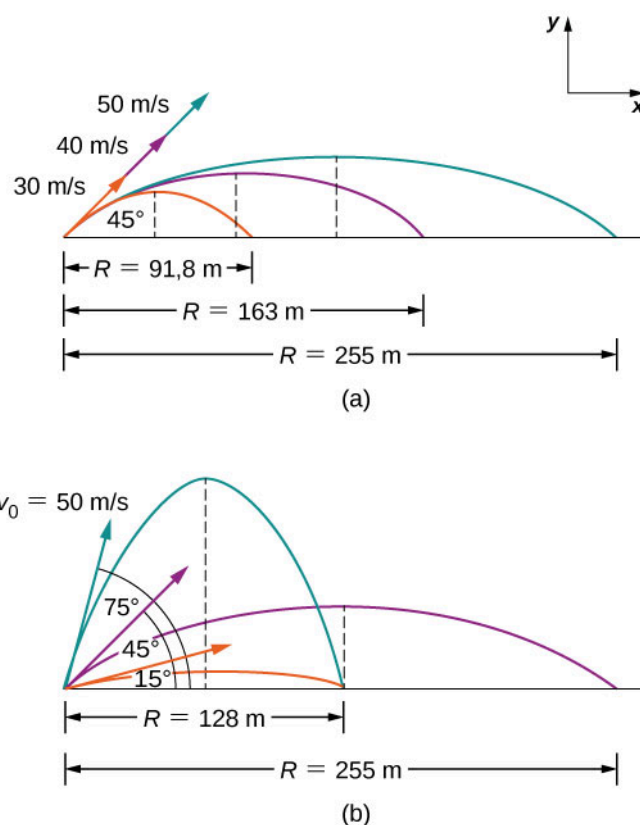 y
x
50 m/s
40 m/s
30 m/s
45°
R = 91,8 m
R = 163 m
R = 255 m
(a)
v0 = 50 m/s
75°
45°
15°
R = 128 m
R = 255 m
(b)